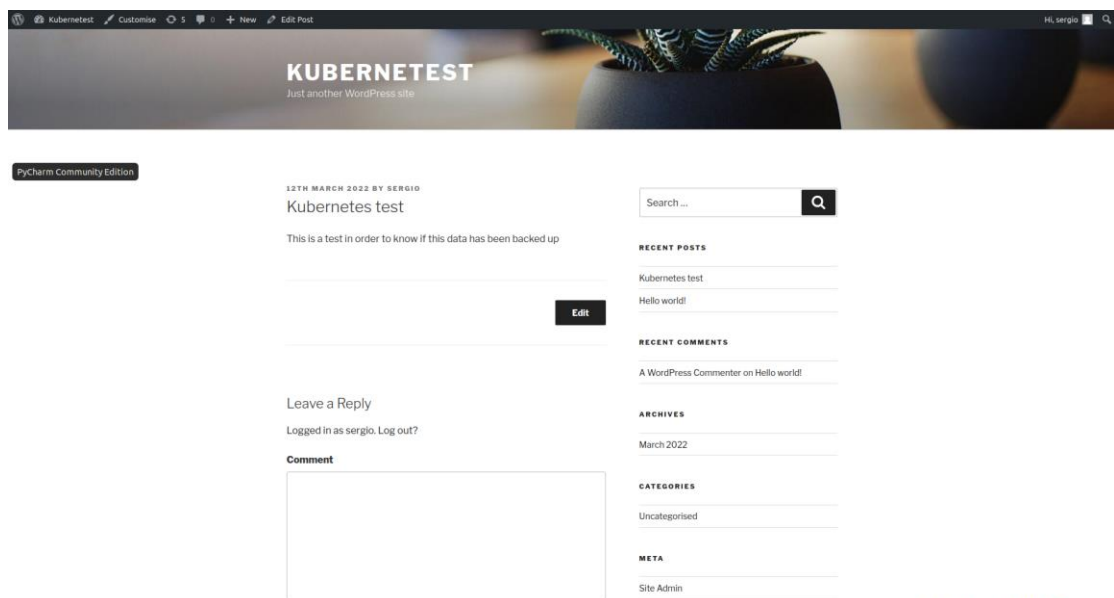 Kubernetest Customise 5 0 New Edit Post Hi, sergio
KUBERNETEST
Just another WordPress site
PyCharm Community Edition
12TH MARCH 2022 BY SERGIO
Kubernetes test
This is a test in order to know if this data has been backed up
Edit
Leave a Reply
Logged in as sergio. Log out?
Comment
Search ...
RECENT POSTS
Kubernetes test
Hello world!
RECENT COMMENTS
A WordPress Commenter on Hello world!
ARCHIVES
March 2022
CATEGORIES
Uncategorised
META
Site Admin